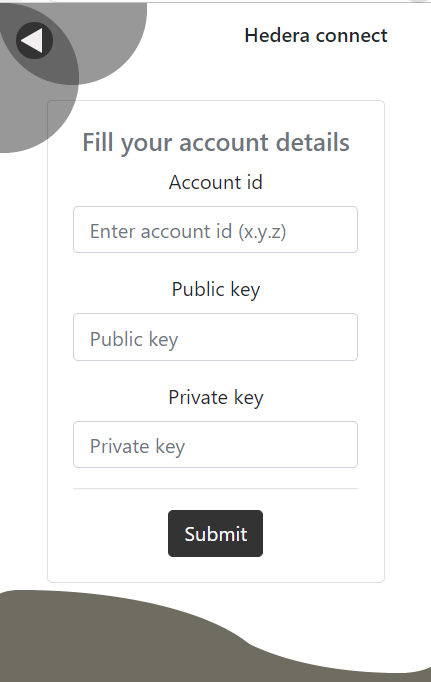 Hedera connect
Fill your account details
Account id
Enter account id (x.y.z)
Public key
Public key
Private key
Private key
Submit